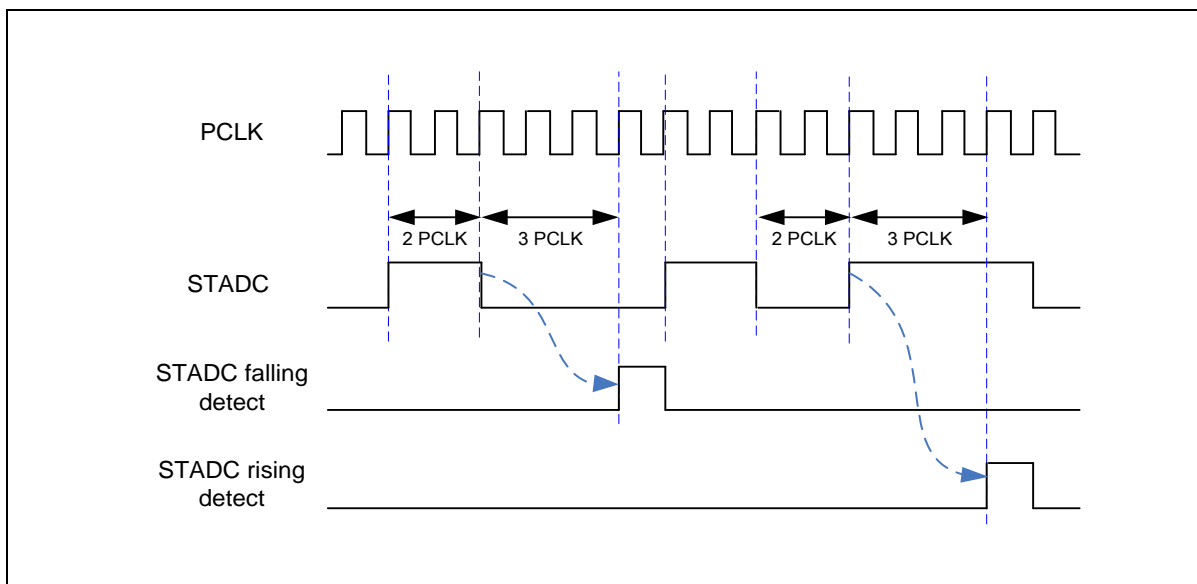 PCLK
2 PCLK
3 PCLK
2 PCLK
3 PCLK
STADC
STADC falling
detect
STADC rising
detect